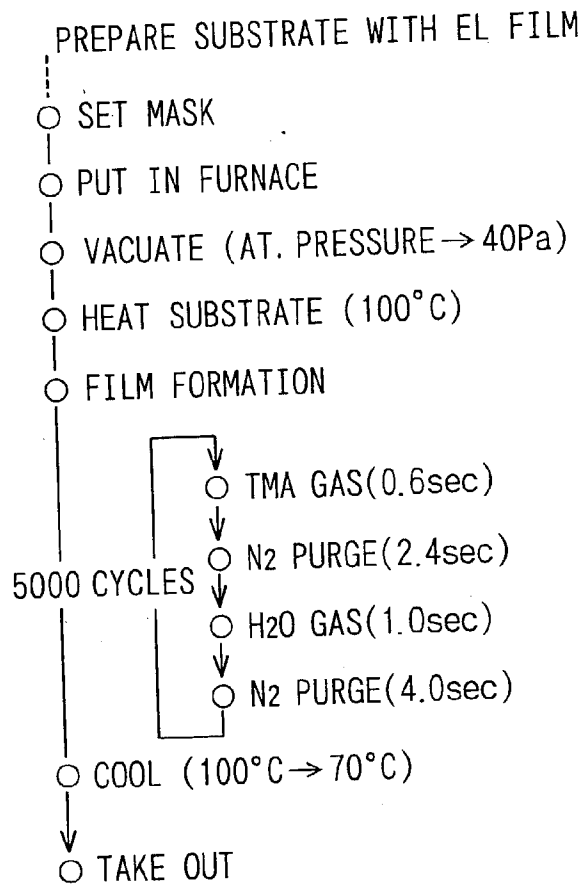 PREPARE SUBSTRATE WITH EL FILM
SET MASK
PUT IN FURNACE
VACUATE (AT. PRESSURE→40Pa)
HEAT SUBSTRATE (100°C)
FILM FORMATION
TMA GAS(0.6sec)
N2 PURGE(2.4sec)
5000 CYCLES
H2O GAS(1.0sec)
N2 PURGE(4.0sec)
COOL (100°C→70°C)
TAKE OUT